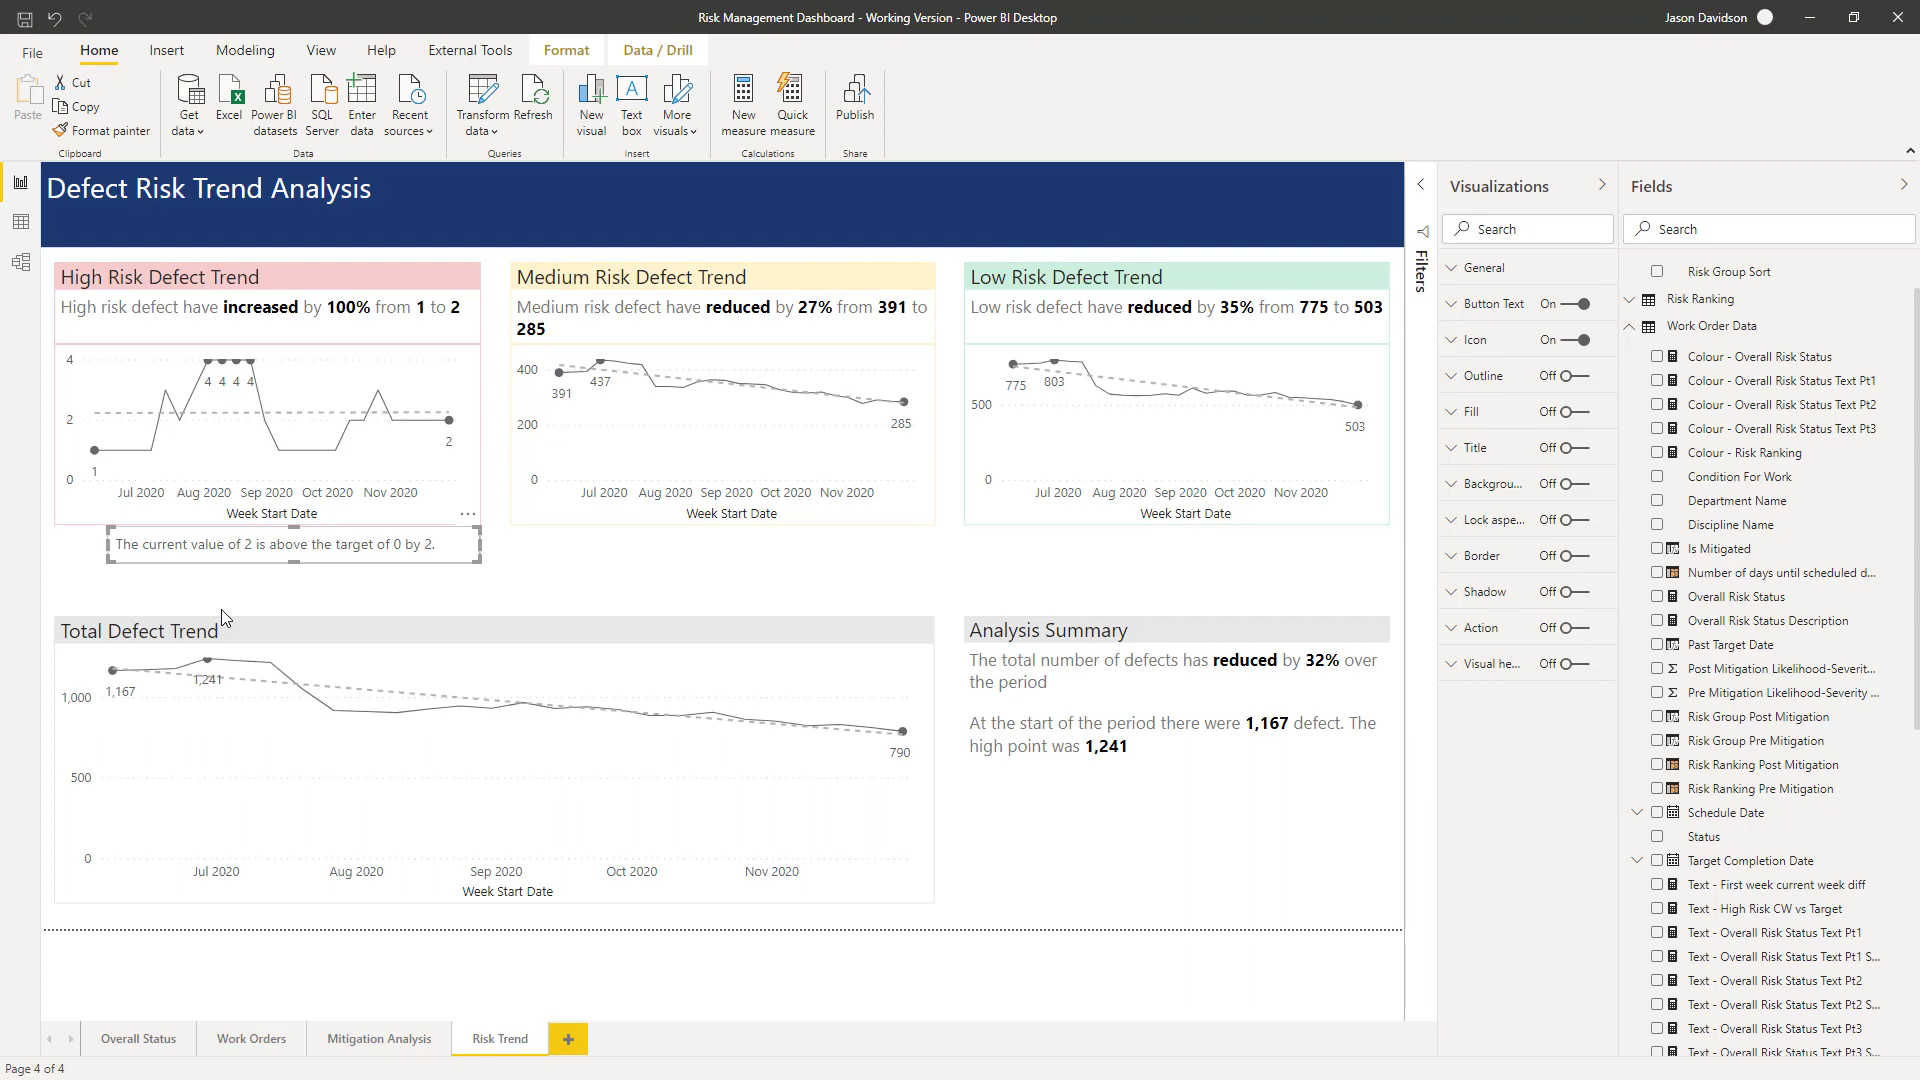 Risk Management Dashboard - Working Version - Power BI Desktop
Jason Davidson
File
Home
Insert
Modeling
View
Help
External Tools
Format
Data / Drill
Paste
Cut
Copy
Format painter
Clipboard
Get data
Excel
Power BI datasets
SQL Server
Enter data
Recent sources
Data
Transform data
Refresh
Queries
New visual
Text box
More visuals
Insert
New measure
Quick measure
Calculations
Publish
Share
Defect Risk Trend Analysis
High Risk Defect Trend
High risk defect have increased by 100% from 1 to 2
4
2
0
4 4 4 4
1
2
Jul 2020 Aug 2020 Sep 2020 Oct 2020 Nov 2020
Week Start Date
The current value of 2 is above the target of 0 by 2.
Medium Risk Defect Trend
Medium risk defect have reduced by 27% from 391 to
285
400
200
0
391
437
285
Jul 2020 Aug 2020 Sep 2020 Oct 2020 Nov 2020
Week Start Date
Low Risk Defect Trend
Low risk defect have reduced by 35% from 775 to 503
500
0
775
803
503
Jul 2020 Aug 2020 Sep 2020 Oct 2020 Nov 2020
Week Start Date
Total Defect Trend
1,000
500
0
1,167
1,241
790
Jul 2020 Aug 2020 Sep 2020 Oct 2020 Nov 2020
Week Start Date
Analysis Summary
The total number of defects has reduced by 32% over
the period
At the start of the period there were 1,167 defect. The
high point was 1,241
Filters
Visualizations
Search
General
Button Text On
Icon On
Outline Off
Fill Off
Title Off
Backgrou... Off
Lock aspe... Off
Border Off
Shadow Off
Action Off
Visual he... Off
Fields
Search
Risk Group Sort
Risk Ranking
Work Order Data
Colour - Overall Risk Status
Colour - Overall Risk Status Text Pt1
Colour - Overall Risk Status Text Pt2
Colour - Overall Risk Status Text Pt3
Colour - Risk Ranking
Condition For Work
Department Name
Discipline Name
Is Mitigated
Number of days until scheduled d...
Overall Risk Status
Overall Risk Status Description
Past Target Date
Post Mitigation Likelihood-Severit...
Pre Mitigation Likelihood-Severity ...
Risk Group Post Mitigation
Risk Group Pre Mitigation
Risk Ranking Post Mitigation
Risk Ranking Pre Mitigation
Schedule Date
Status
Target Completion Date
Text - First week current week diff
Text - High Risk CW vs Target
Text - Overall Risk Status Text Pt1
Text - Overall Risk Status Text Pt1 S...
Text - Overall Risk Status Text Pt2
Text - Overall Risk Status Text Pt2 S...
Text - Overall Risk Status Text Pt3
Text - Overall Risk Status Text Pt3 S...
Overall Status
Work Orders
Mitigation Analysis
Risk Trend
Page 4 of 4